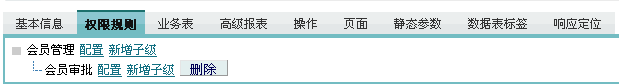 基本信息 权限规则 业务表 高级报表 操作 页面 静态参数 数据表标签 响应定位
会员管理 配置 新增子级
会员审批 配置 新增子级 删除